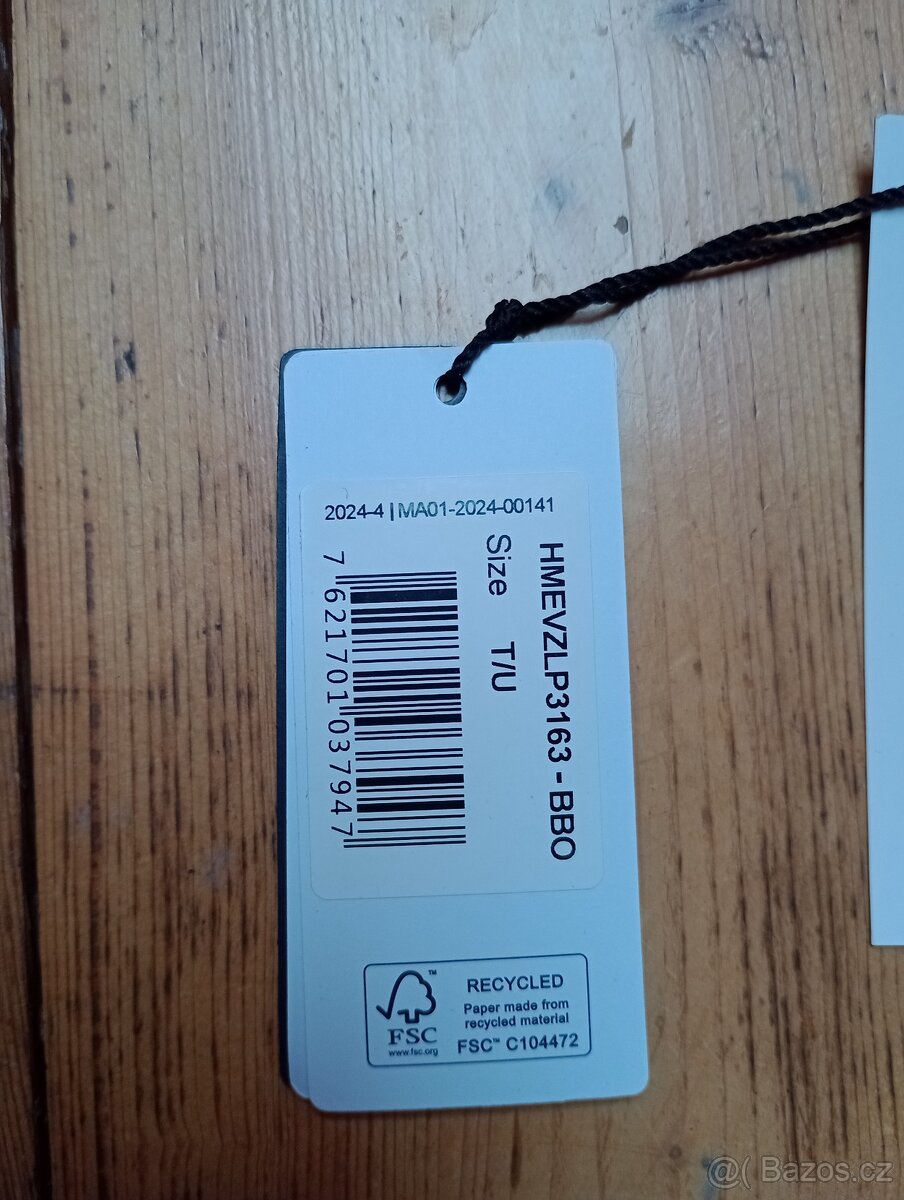 2024-4 | MA01-2024-00141
HMEVZLP3163 - BBO
Size T/U
7 621701 037947
FSC™
www.fsc.org
RECYCLED
Paper made from
recycled material
FSC™ C104472
@( Bazos.cz